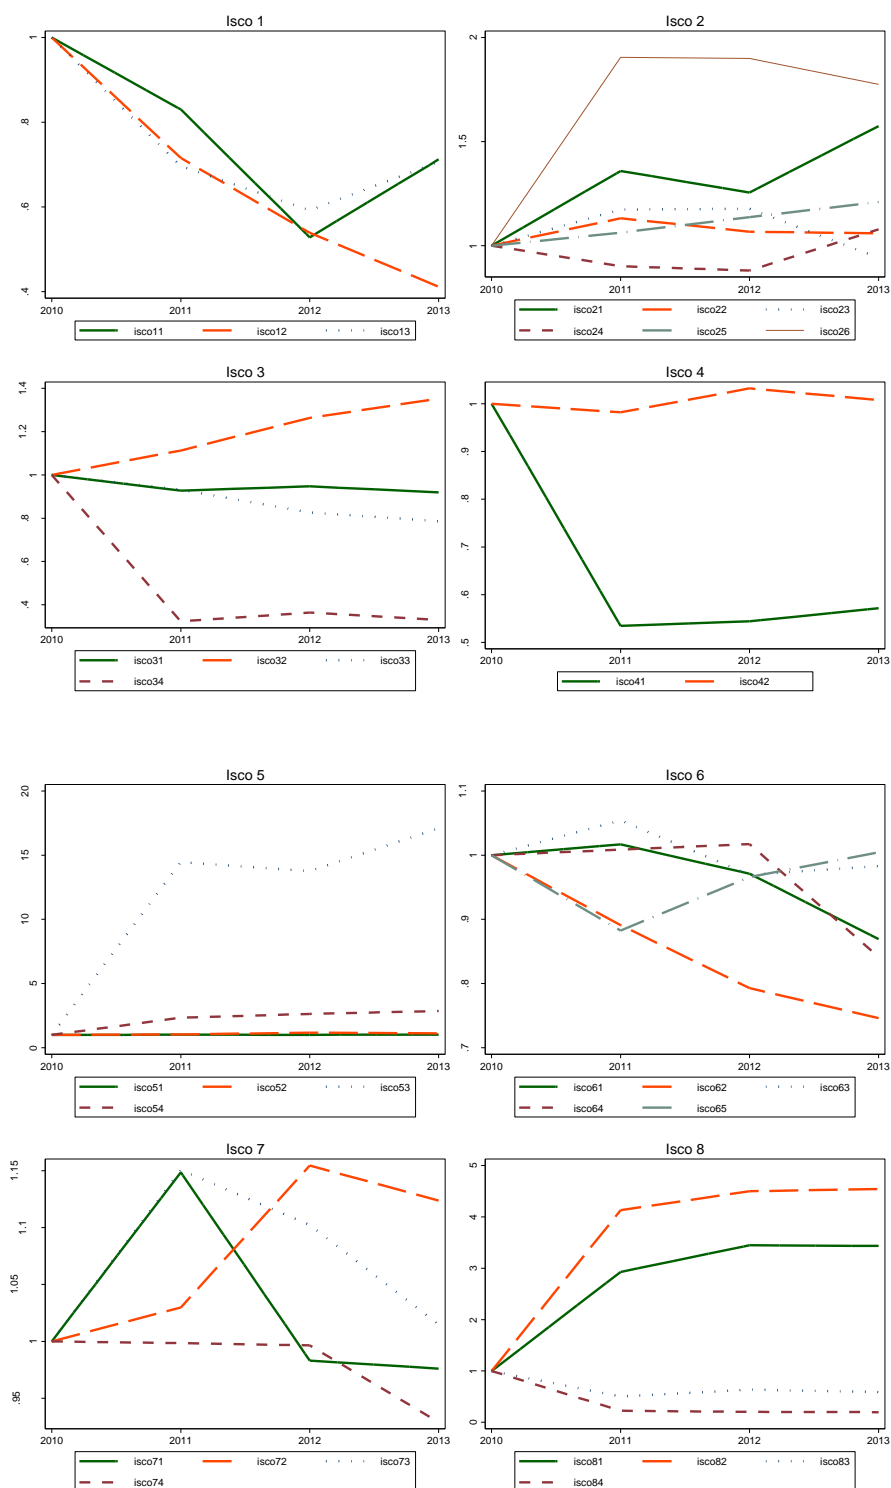 Isco 1
1
.8
.6
.4
2010 2011 2012 2013
isco11 isco12 isco13
Isco 2
2
1.5
1
2010 2011 2012 2013
isco21 isco22 isco23
isco24 isco25 isco26
Isco 3
1.4
1.2
1
.8
.6
.4
2010 2011 2012 2013
isco31 isco32 isco33
isco34
Isco 4
1
.9
.8
.7
.6
.5
2010 2011 2012 2013
isco41 isco42
Isco 5
20
15
10
5
0
2010 2011 2012 2013
isco51 isco52 isco53
isco54
Isco 6
1.1
1
.9
.8
.7
2010 2011 2012 2013
isco61 isco62 isco63
isco64 isco65
Isco 7
1.15
1.1
1.05
1
.95
2010 2011 2012 2013
isco71 isco72 isco73
isco74
Isco 8
5
4
3
2
1
0
2010 2011 2012 2013
isco81 isco82 isco83
isco84